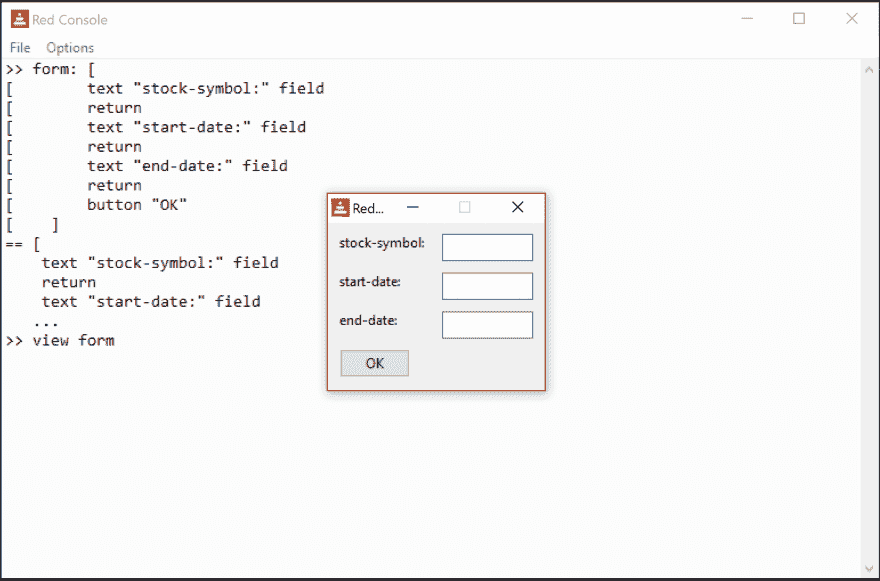 Red Console
File Options
>> form: [
[        text "stock-symbol:" field
[        return
[        text "start-date:" field
[        return
[        text "end-date:" field
[        return
[        button "OK"
[    ]
== [
    text "stock-symbol:" field
    return
    text "start-date:" field
   ...
>> view form
Red...
stock-symbol:
start-date:
end-date:
OK